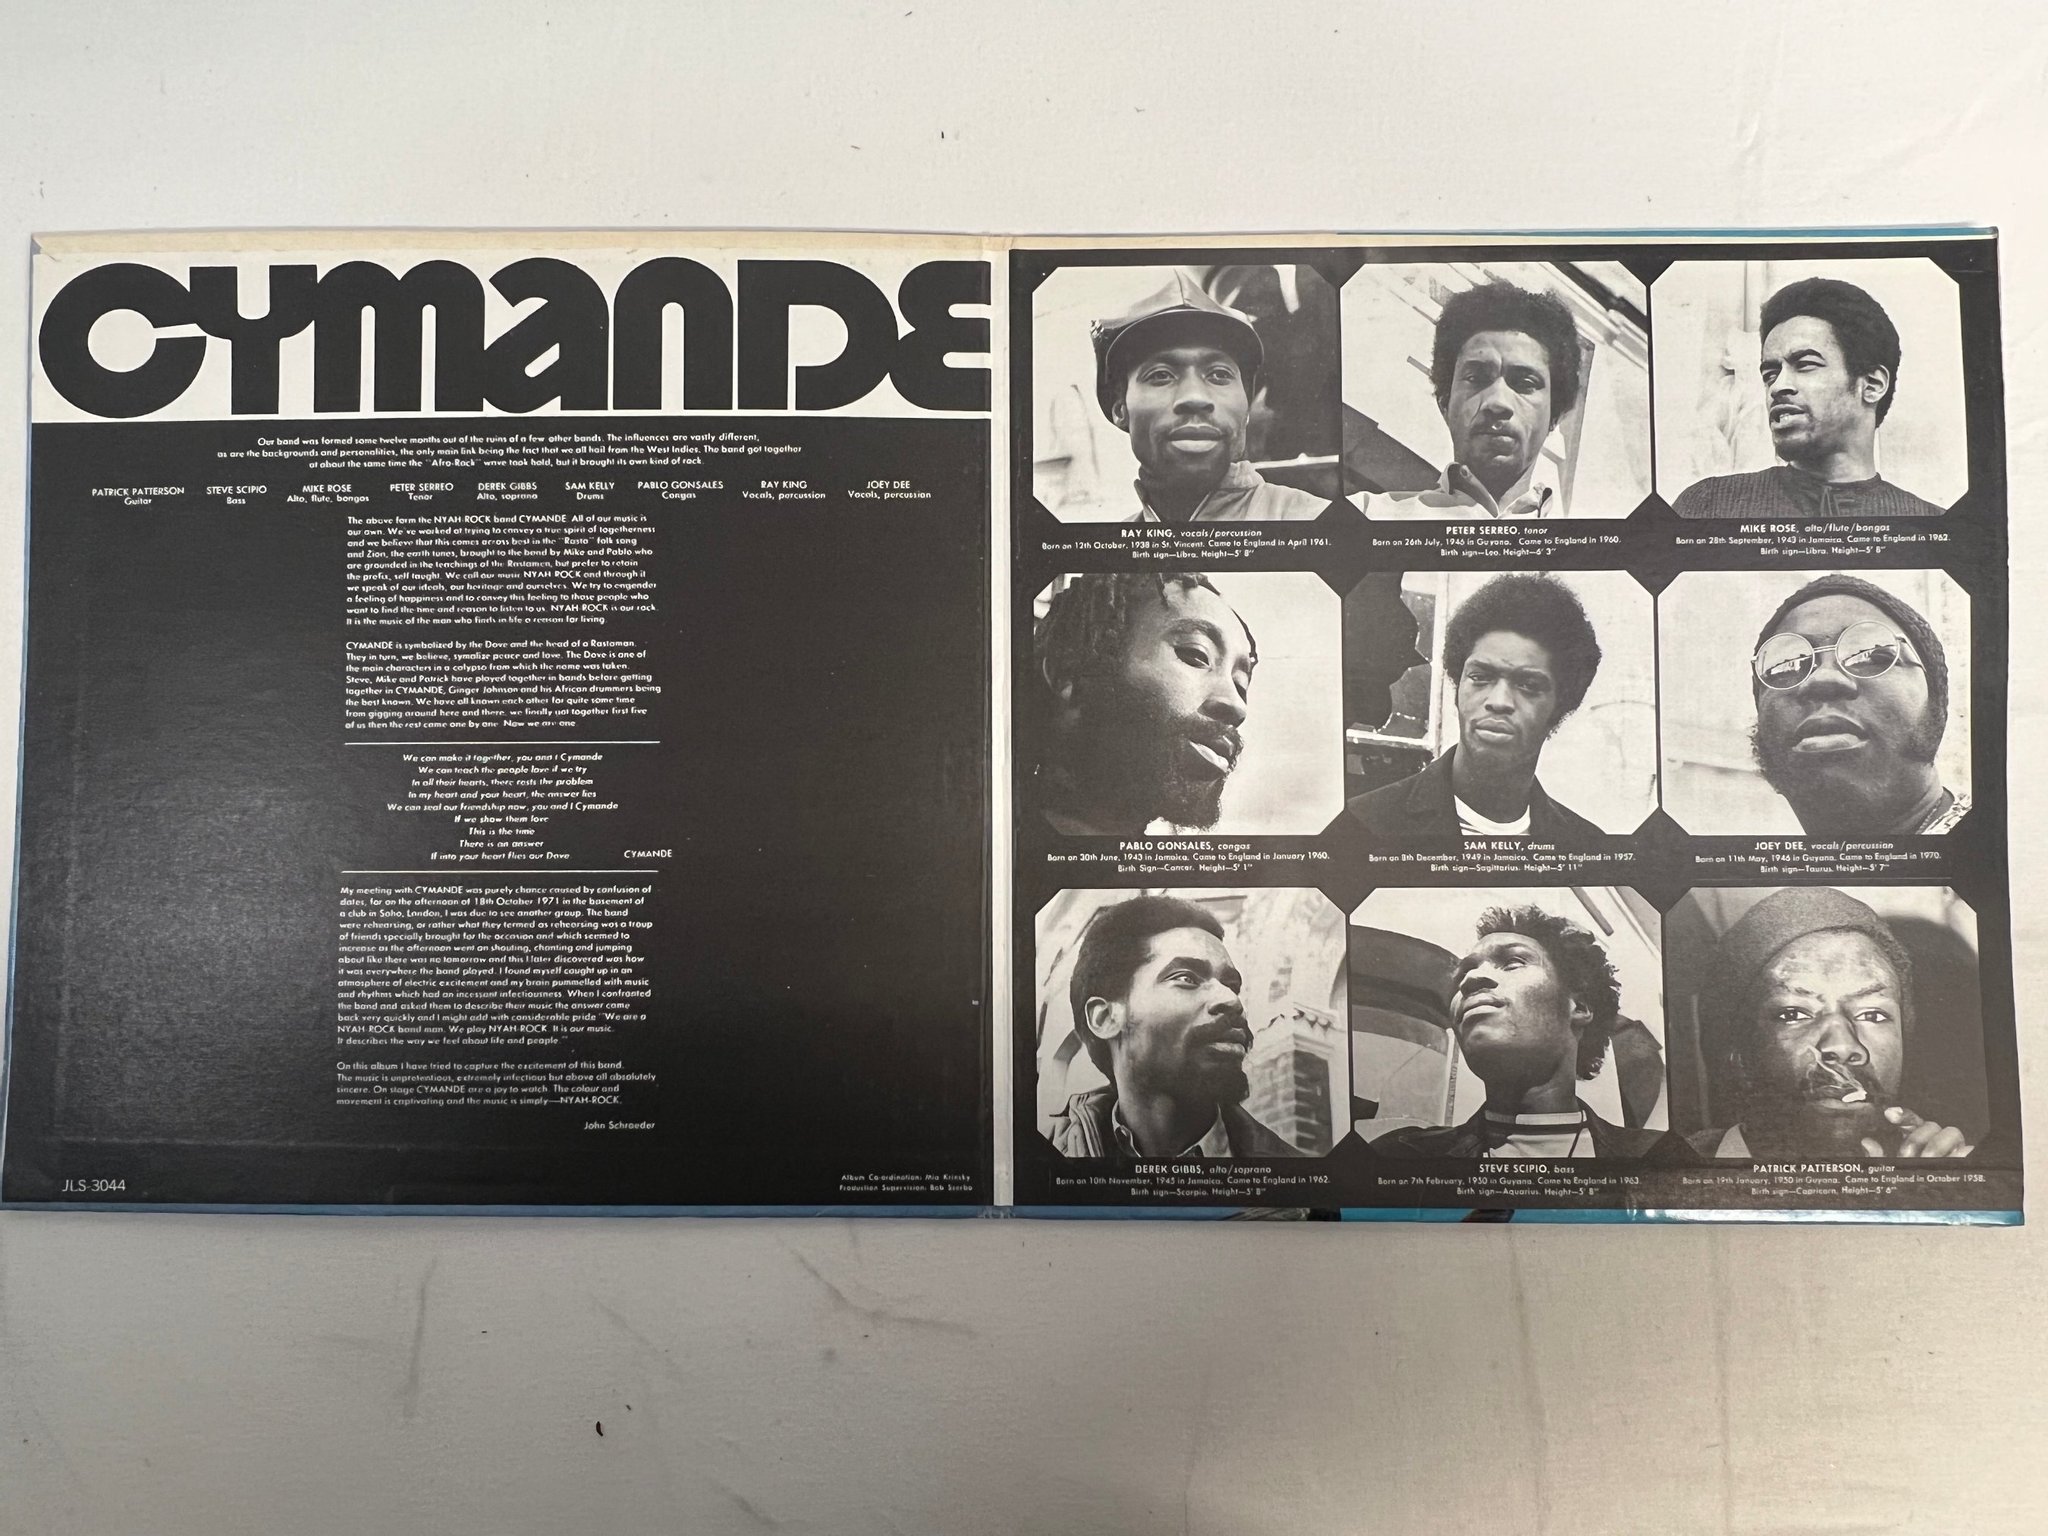 CYMANDE
Our band was formed some twelve months out of the ruins of a few other bands. The influences are vastly different,
as are the backgrounds and personalities, the only main link being the fact that we all hail from the West Indies. The band got together
at about the same time the "Afro-Rock" wave took hold, but it brought its own kind of rock.
PATRICK PATTERSON STEVE SCIPIO MIKE ROSE PETER SERREO DEREK GIBBS SAM KELLY PABLO GONSALES RAY KING JOEY DEE
Guitar Bass Alto, flute, bongos Tenor Alto, soprano Drums Congas Vocals, percussion Vocals, percussion
The above form the NYAH-ROCK band CYMANDE. All of our music is
our own. We've worked at trying to convey a true spirit of togetherness
and we believe that this comes across best in the "Rasta" folk song
and Zion, the earth tunes, brought to the band by Mike and Pablo who
are grounded in the teachings of the Rastamen, but prefer to retain
the prefix, self taught. We call our music NYAH ROCK and through it
we speak of our ideals, our heritage and ourselves. We try to engender
a feeling of happiness and to convey this feeling to those people who
want to find the time and reason to listen to us. NYAH-ROCK is our rock.
It is the music of the man who finds in life a reason for living.
CYMANDE is symbolized by the Dove and the head of a Rastaman.
They in turn, we believe, symolize peace and love. The Dove is one of
the main characters in a calypso from which the name was taken.
Steve, Mike and Patrick have played together in bands before getting
together in CYMANDE, Ginger Johnson and his African drummers being
the best known. We have all known each other for quite some time
from gigging around here and there, we finally got together first five
of us then the rest came one by one. Now we are one.
We can make it together, you and I Cymande
We can teach the people love if we try
In all their hearts, there rests the problem
In my heart and your heart, the answer lies
We can seal our friendship now, you and I Cymande
If we show them love
This is the time
There is an answer
If into your heart flies our Dove CYMANDE
My meeting with CYMANDE was purely chance caused by confusion of
dates, for on the afternoon of 18th October 1971 in the basement of
a club in Soho, London, I was due to see another group. The band
were rehearsing, or rather what they termed as rehearsing was a troup
of friends specially brought for the occasion and which seemed to
increase as the afternoon went on shouting, chanting and jumping
about like there was no tomorrow and this I later discovered was how
it was everywhere the band played. I found myself caught up in an
atmosphere of electric excitement and my brain pummelled with music
and rhythms which had an incessant infectiousness. When I confronted
the band and asked them to describe their music the answer came
back very quickly and I might add with considerable pride "We are a
NYAH-ROCK band man. We play NYAH-ROCK. It is our music.
It describes the way we feel about life and people."
On this album I have tried to capture the excitement of this band.
The music is unpretentious, extremely infectious but above all absolutely
sincere. On stage CYMANDE are a joy to watch. The colour and
movement is captivating and the music is simply—NYAH-ROCK.
John Schroeder
JLS-3044
Album Co-ordination: Mia Krinsky
Production Supervision: Bob Szerbo
RAY KING, vocals/percussion
Born on 12th October, 1938 in St. Vincent. Came to England in April 1961.
Birth sign—Libra. Height—5' 8"
PETER SERREO, tenor
Born on 26th July, 1946 in Guyana. Came to England in 1960.
Birth sign—Leo. Height—6' 3"
MIKE ROSE, alto/flute/bongos
Born on 28th September, 1943 in Jamaica. Came to England in 1962.
Birth sign—Libra. Height—5' 8"
PABLO GONSALES, congas
Born on 30th June, 1943 in Jamaica. Came to England in January 1960.
Birth Sign—Cancer. Height—5' 1"
SAM KELLY, drums
Born on 8th December, 1949 in Jamaica. Came to England in 1957.
Birth sign—Sagittarius. Height—5' 11"
JOEY DEE, vocals/percussion
Born on 11th May, 1946 in Guyana. Came to England in 1970.
Birth sign—Taurus. Height—5' 7"
DEREK GIBBS, alto/soprano
Born on 10th November, 1945 in Jamaica. Came to England in 1962.
Birth sign—Scorpio. Height—5' 8"
STEVE SCIPIO, bass
Born on 7th February, 1950 in Guyana. Came to England in 1963.
Birth sign—Aquarius. Height—5' 8"
PATRICK PATTERSON, guitar
Born on 19th January, 1950 in Guyana. Came to England in October 1958.
Birth sign—Capricorn. Height—5' 6"